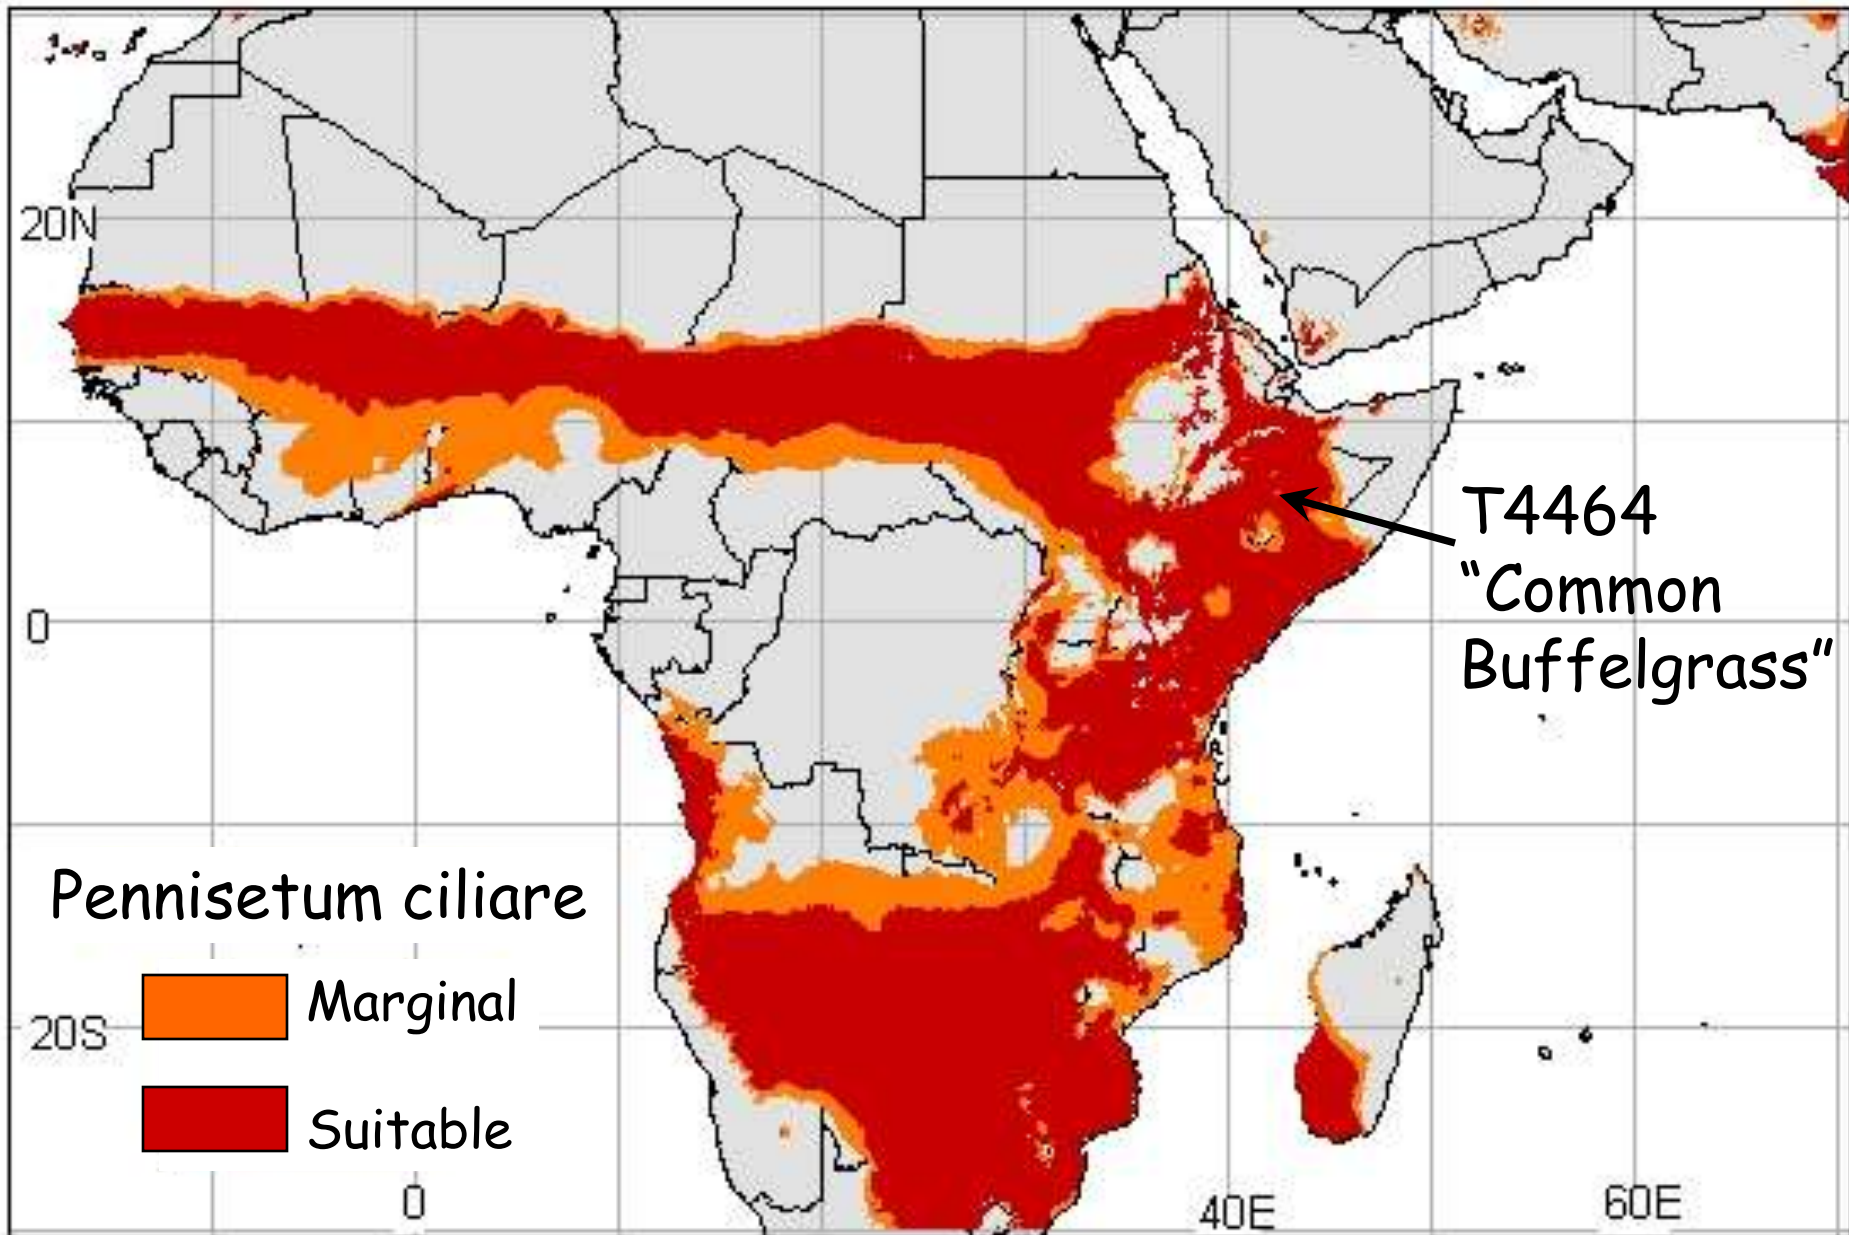 20N
T4464
“Common
Buffelgrass”
0
Pennisetum ciliare
Marginal
20S
Suitable
0
40E
60E